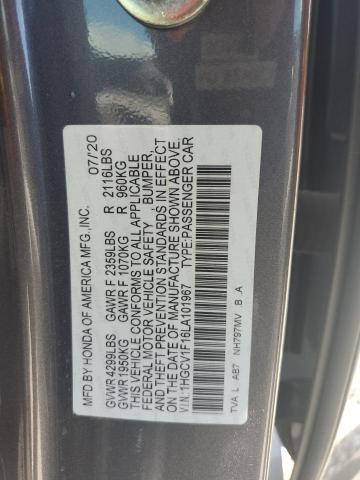 MFD BY HONDA OF AMERICA MFG.,INC. 07/'20
GVWR 4299LBS GAWR F 2359LBS R 2116LBS
GVWR 1950KG GAWR F 1070KG R 960KG
THIS VEHICLE CONFORMS TO ALL APPLICABLE
FEDERAL MOTOR VEHICLE SAFETY, BUMPER,
AND THEFT PREVENTION STANDARDS IN EFFECT
ON THE DATE OF MANUFACTURE SHOWN ABOVE.
V.I.N:1HGCV1F16LA101967 TYPE:PASSENGER CAR
TVA L AB7 NH797MV B .A